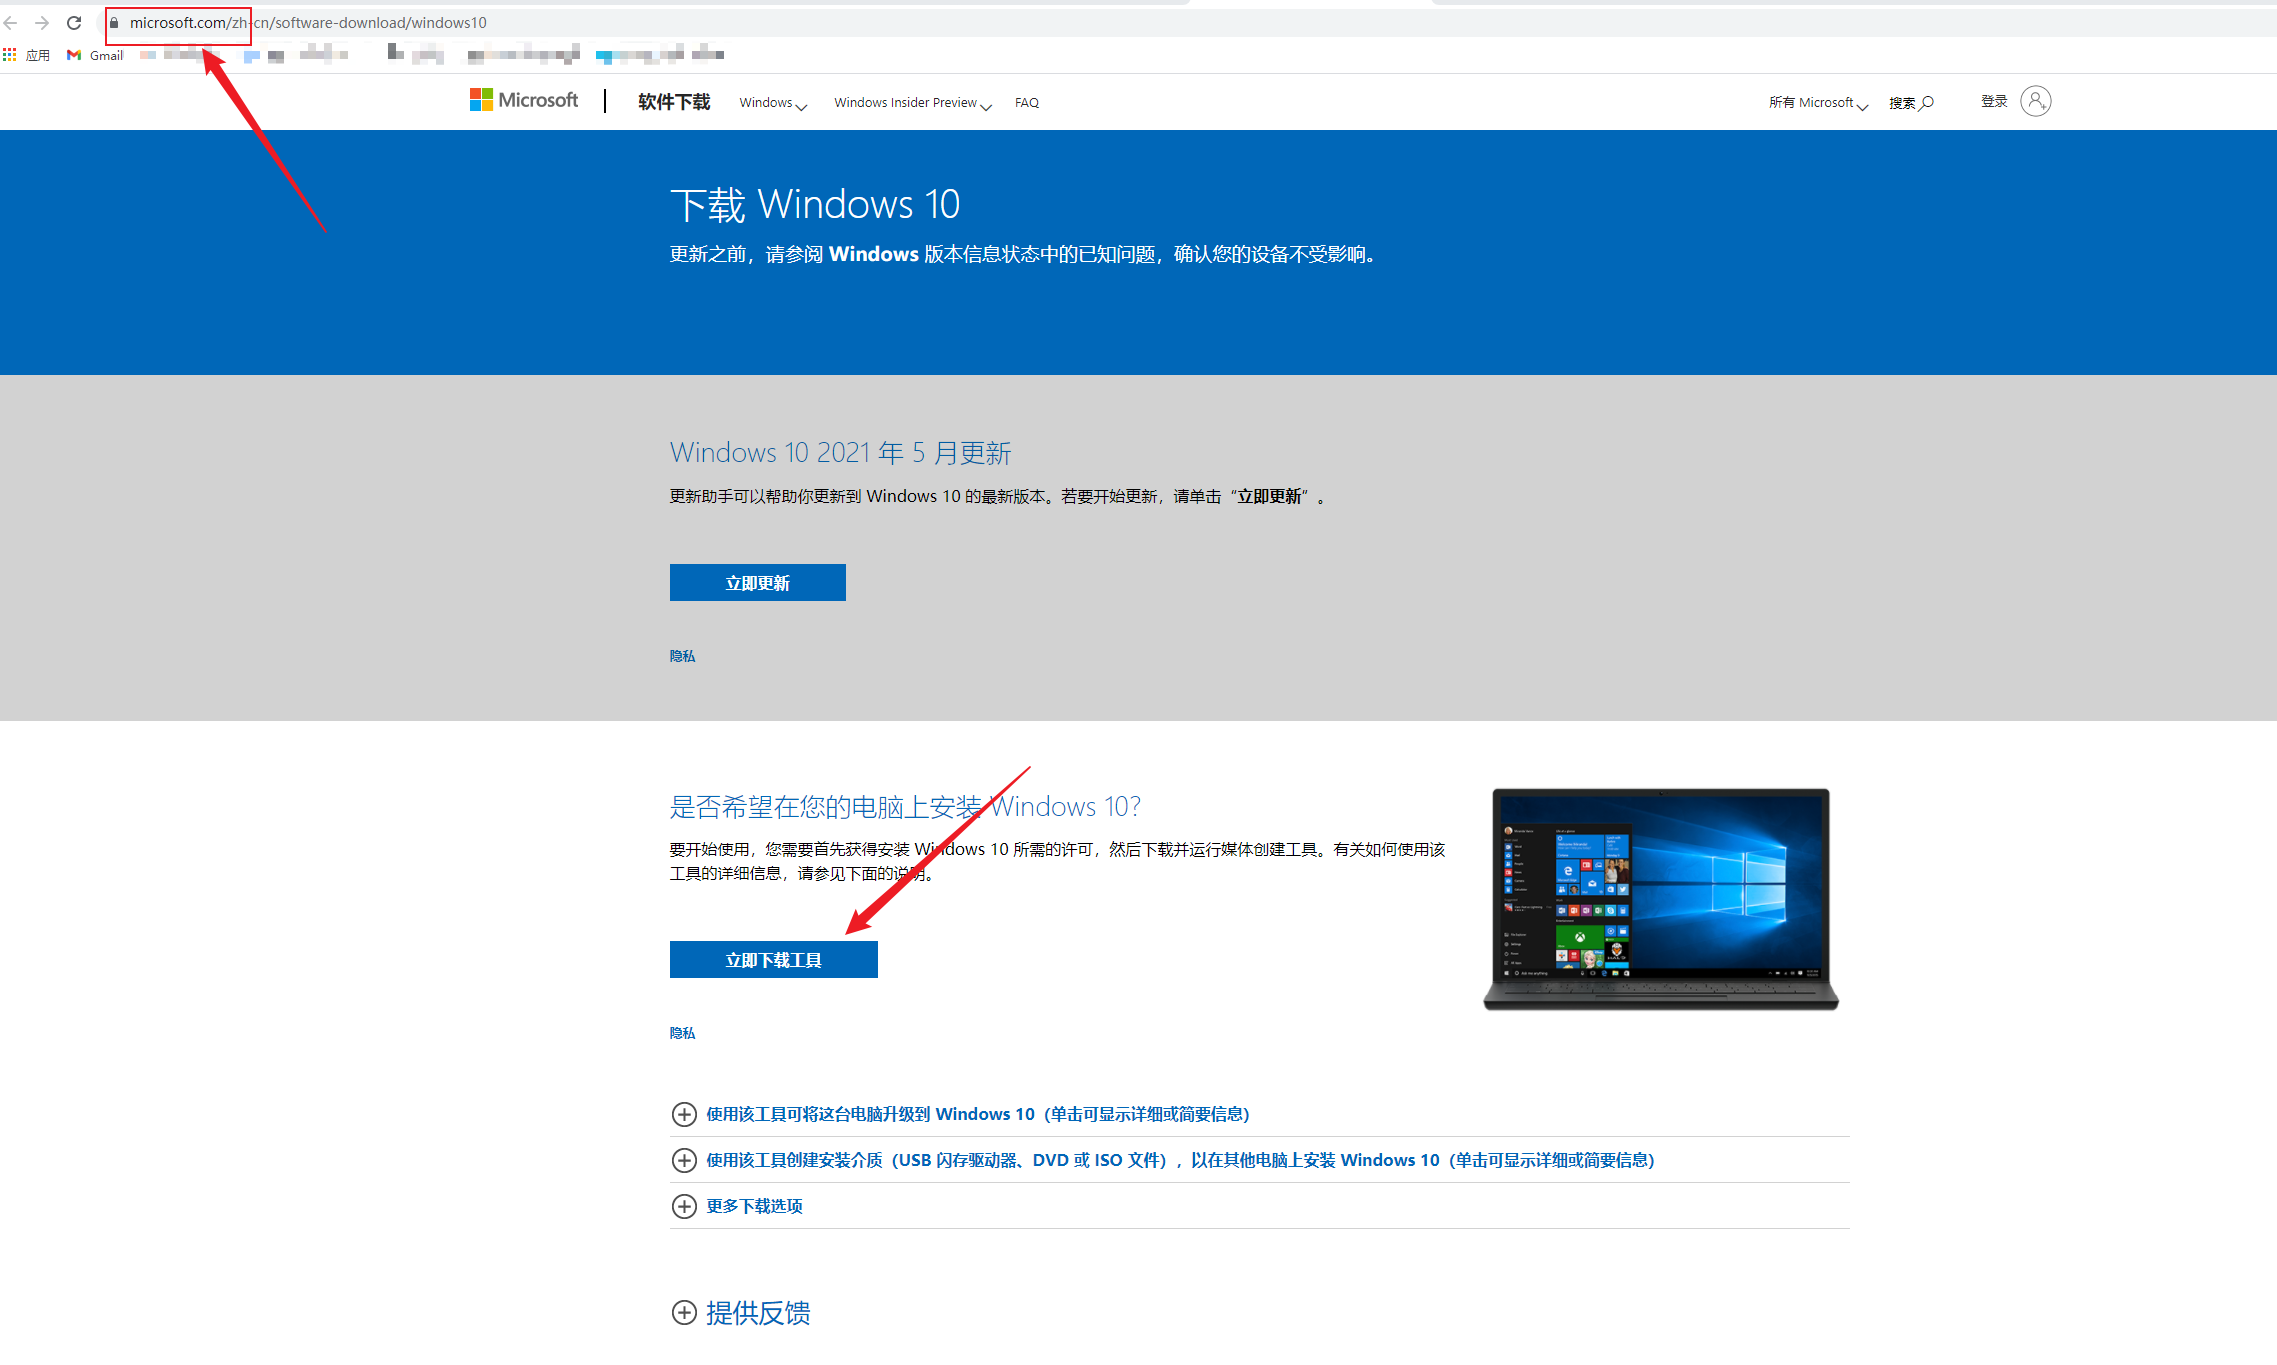 microsoft.com/zh-cn/software-download/windows10
应用 Gmail
Microsoft 软件下载 Windows Windows Insider Preview FAQ 所有 Microsoft 搜索 登录
下载 Windows 10
更新之前，请参阅 Windows 版本信息状态中的已知问题，确认您的设备不受影响。
Windows 10 2021 年 5 月更新
更新助手可以帮助你更新到 Windows 10 的最新版本。若要开始更新，请单击“立即更新”。
立即更新
隐私
是否希望在您的电脑上安装 Windows 10?
要开始使用，您需要首先获得安装 Windows 10 所需的许可，然后下载并运行媒体创建工具。有关如何使用该
工具的详细信息，请参见下面的说明。
立即下载工具
隐私
使用该工具可将这台电脑升级到 Windows 10（单击可显示详细或简要信息）
使用该工具创建安装介质（USB 闪存驱动器、DVD 或 ISO 文件），以在其他电脑上安装 Windows 10（单击可显示详细或简要信息）
更多下载选项
提供反馈